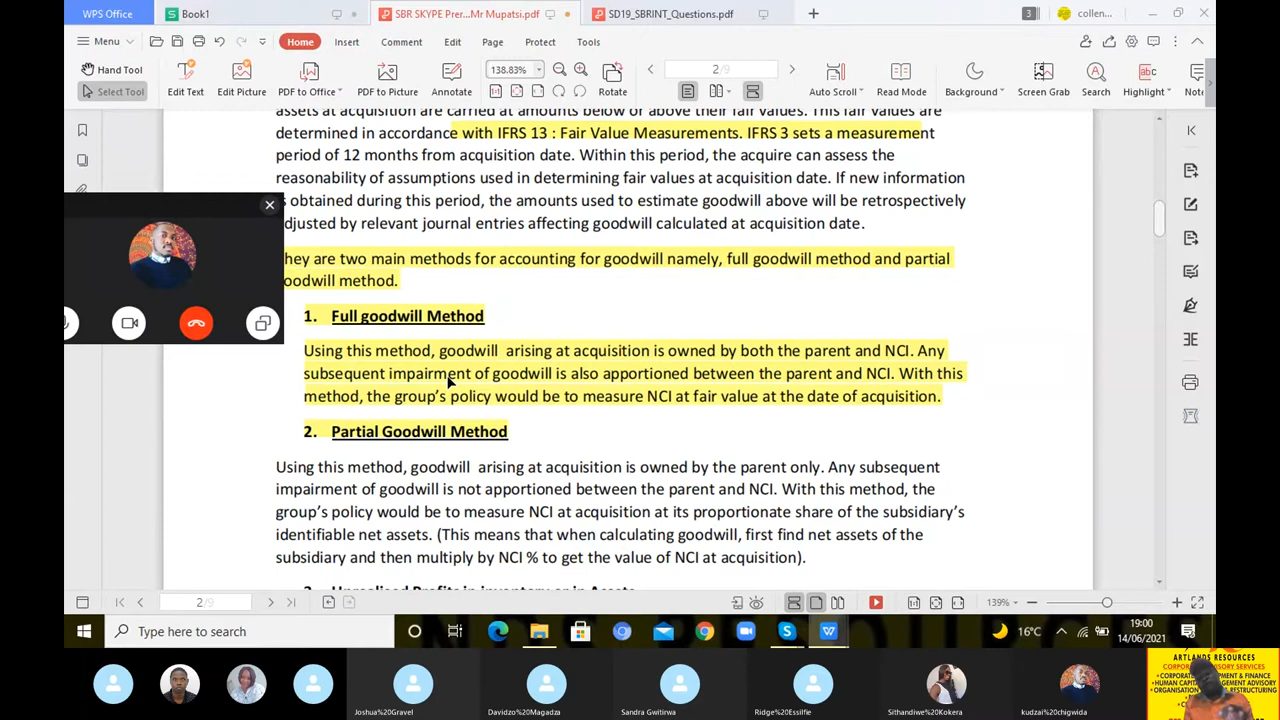 WPS Office
Book1
SBR SKYPE Prer...Mr Mupatsi.pdf
SD19_SBRINT_Questions.pdf
3
collen...
Menu
Home
Insert
Comment
Edit
Page
Protect
Tools
Hand Tool
Select Tool
Edit Text
Edit Picture
PDF to Office
PDF to Picture
Annotate
138.83%
Rotate
2/9
Auto Scroll
Read Mode
Background
Screen Grab
Search
Highlight
Note
assets at acquisition are carried at amounts below or above their fair values. This fair values are
determined in accordance with IFRS 13 : Fair Value Measurements. IFRS 3 sets a measurement
period of 12 months from acquisition date. Within this period, the acquire can assess the
reasonability of assumptions used in determining fair values at acquisition date. If new information
s obtained during this period, the amounts used to estimate goodwill above will be retrospectively
djusted by relevant journal entries affecting goodwill calculated at acquisition date.
hey are two main methods for accounting for goodwill namely, full goodwill method and partial
oodwill method.
1. Full goodwill Method
Using this method, goodwill arising at acquisition is owned by both the parent and NCI. Any
subsequent impairment of goodwill is also apportioned between the parent and NCI. With this
method, the group's policy would be to measure NCI at fair value at the date of acquisition.
2. Partial Goodwill Method
Using this method, goodwill arising at acquisition is owned by the parent only. Any subsequent
impairment of goodwill is not apportioned between the parent and NCI. With this method, the
group's policy would be to measure NCI at acquisition at its proportionate share of the subsidiary's
identifiable net assets. (This means that when calculating goodwill, first find net assets of the
subsidiary and then multiply by NCI % to get the value of NCI at acquisition).
Unrealised Profits in inventory or in Assets
2/9
139%
Type here to search
16°C
19:00
14/06/2021
Joshua%20Gravel
Davidzo%20Magadza
Sandra Gwitirwa
Ridge%20Essilfie
Sithandiwe%20Kokera
kudzai%20chigwida
ARTLANDS RESOURCES